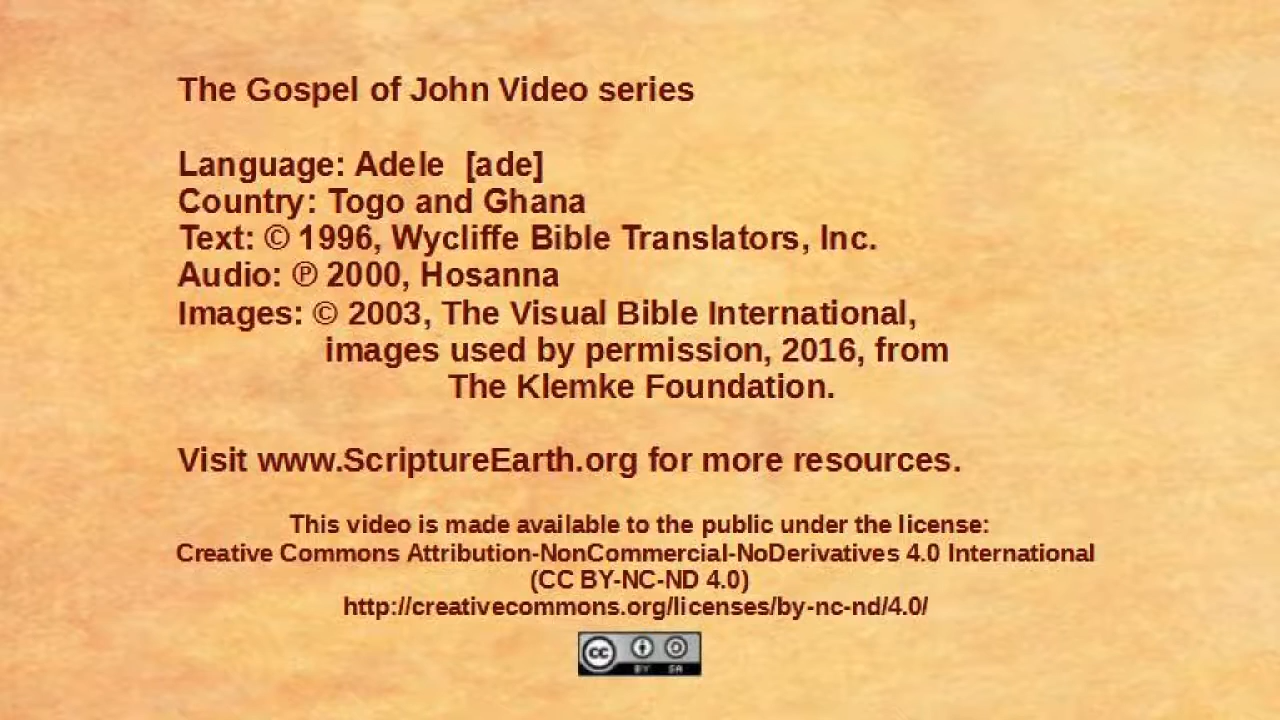 The Gospel of John Video series
Language: Adele [ade]
Country: Togo and Ghana
Text: © 1996, Wycliffe Bible Translators, Inc.
Audio: ℗ 2000, Hosanna
Images: © 2003, The Visual Bible International,
images used by permission, 2016, from
The Klemke Foundation.
Visit www.ScriptureEarth.org for more resources.
This video is made available to the public under the license:
Creative Commons Attribution-NonCommercial-NoDerivatives 4.0 International
(CC BY-NC-ND 4.0)
http://creativecommons.org/licenses/by-nc-nd/4.0/
cc BY SA